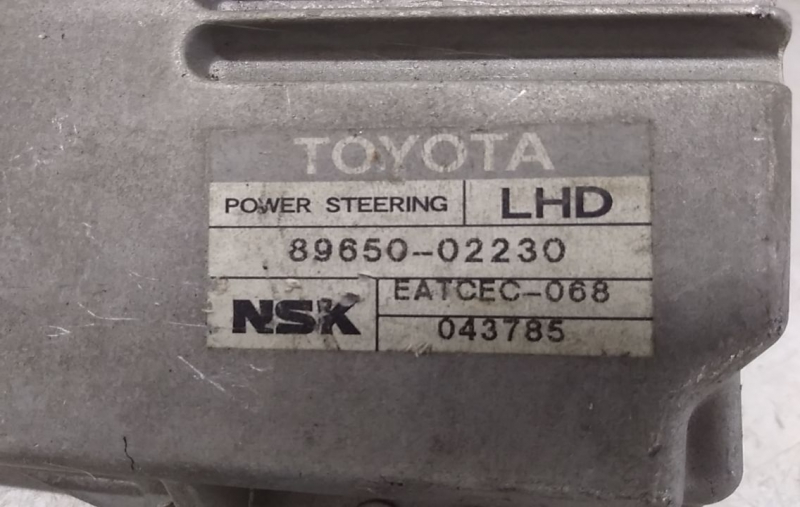 TOYOTA
POWER STEERING LHD
89650-02230
NSK EATCEC-068
043785